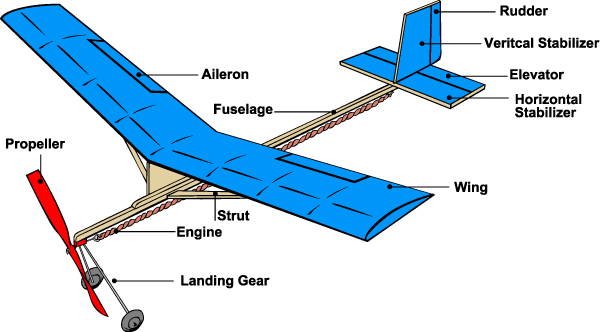 Rudder
Veritcal Stabilizer
Aileron
Elevator
Fuselage
Horizontal
Stabilizer
Propeller
Wing
Strut
Engine
Landing Gear